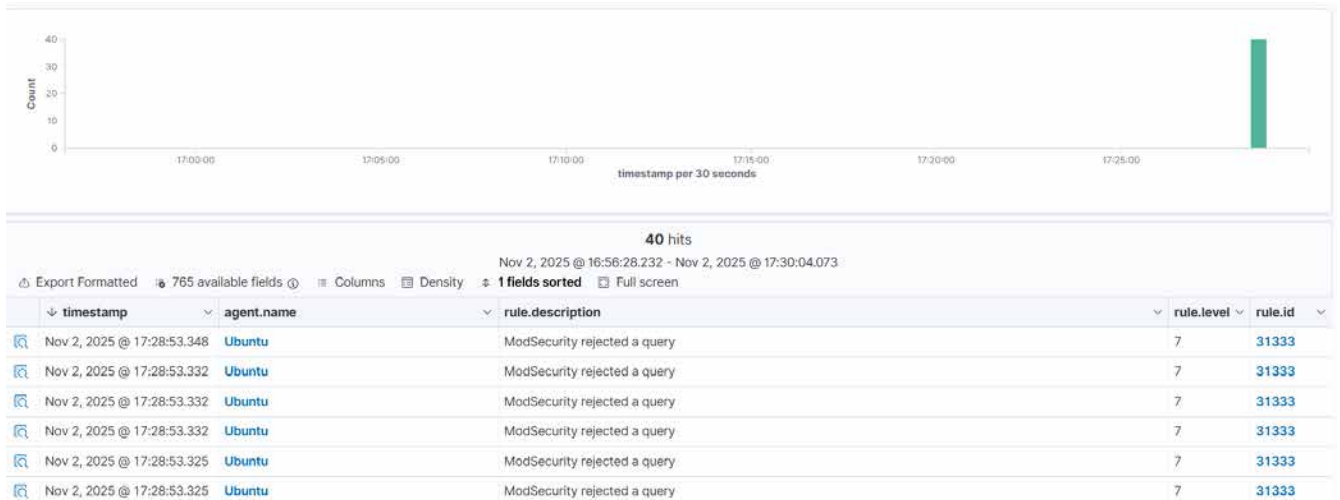 40
30
20
10
0
Count
17:00:00 17:05:00 17:10:00 17:15:00 17:20:00 17:25:00
timestamp per 30 seconds
40 hits
Nov 2, 2025 @ 16:56:28.232 - Nov 2, 2025 @ 17:30:04.073
Export Formatted 765 available fields Columns Density 1 fields sorted Full screen
timestamp agent.name rule.description rule.level rule.id
Nov 2, 2025 @ 17:28:53.348 Ubuntu ModSecurity rejected a query 7 31333
Nov 2, 2025 @ 17:28:53.332 Ubuntu ModSecurity rejected a query 7 31333
Nov 2, 2025 @ 17:28:53.332 Ubuntu ModSecurity rejected a query 7 31333
Nov 2, 2025 @ 17:28:53.332 Ubuntu ModSecurity rejected a query 7 31333
Nov 2, 2025 @ 17:28:53.325 Ubuntu ModSecurity rejected a query 7 31333
Nov 2, 2025 @ 17:28:53.325 Ubuntu ModSecurity rejected a query 7 31333